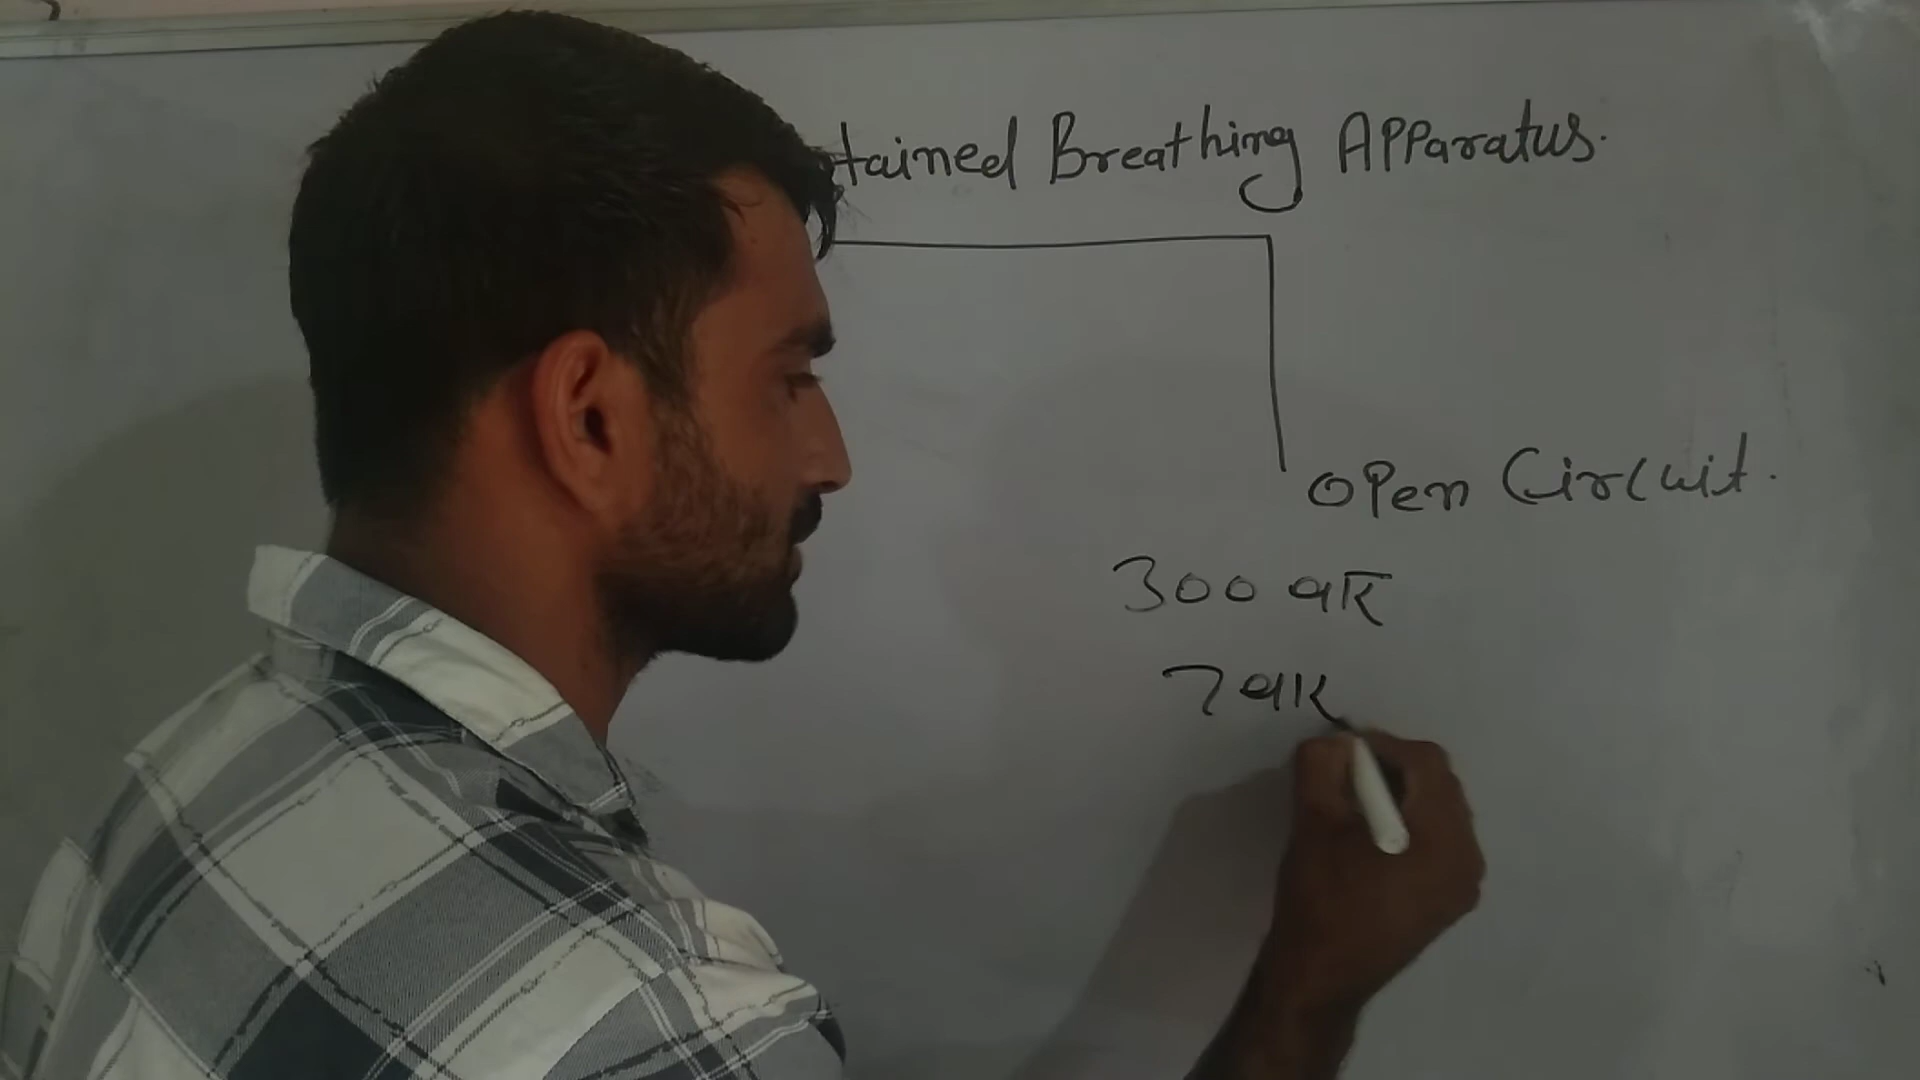 tained Breathing Apparatus.
Open Circuit.
300 बार
7 बार